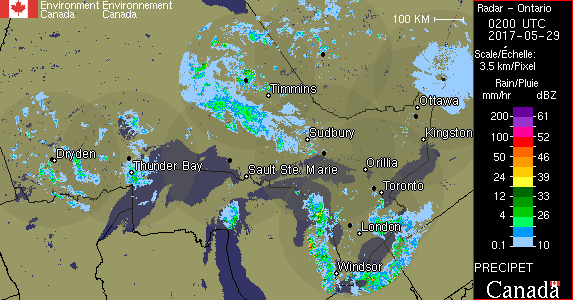 Environment Environnement
Canada Canada
100 KM
Timmins
Ottawa
Sudbury
Kingston
Dryden
Thunder Bay
Sault Ste. Marie
Orillia
Toronto
London
Windsor
Radar – Ontario
0200 UTC
2017-05-29
Scale/Échelle:
3.5 km/Pixel
Rain/Pluie
mm/hr dBZ
200 61
100 52
50 46
24 39
12 33
4 26
1
0.1 10
PRECIPET
Canada